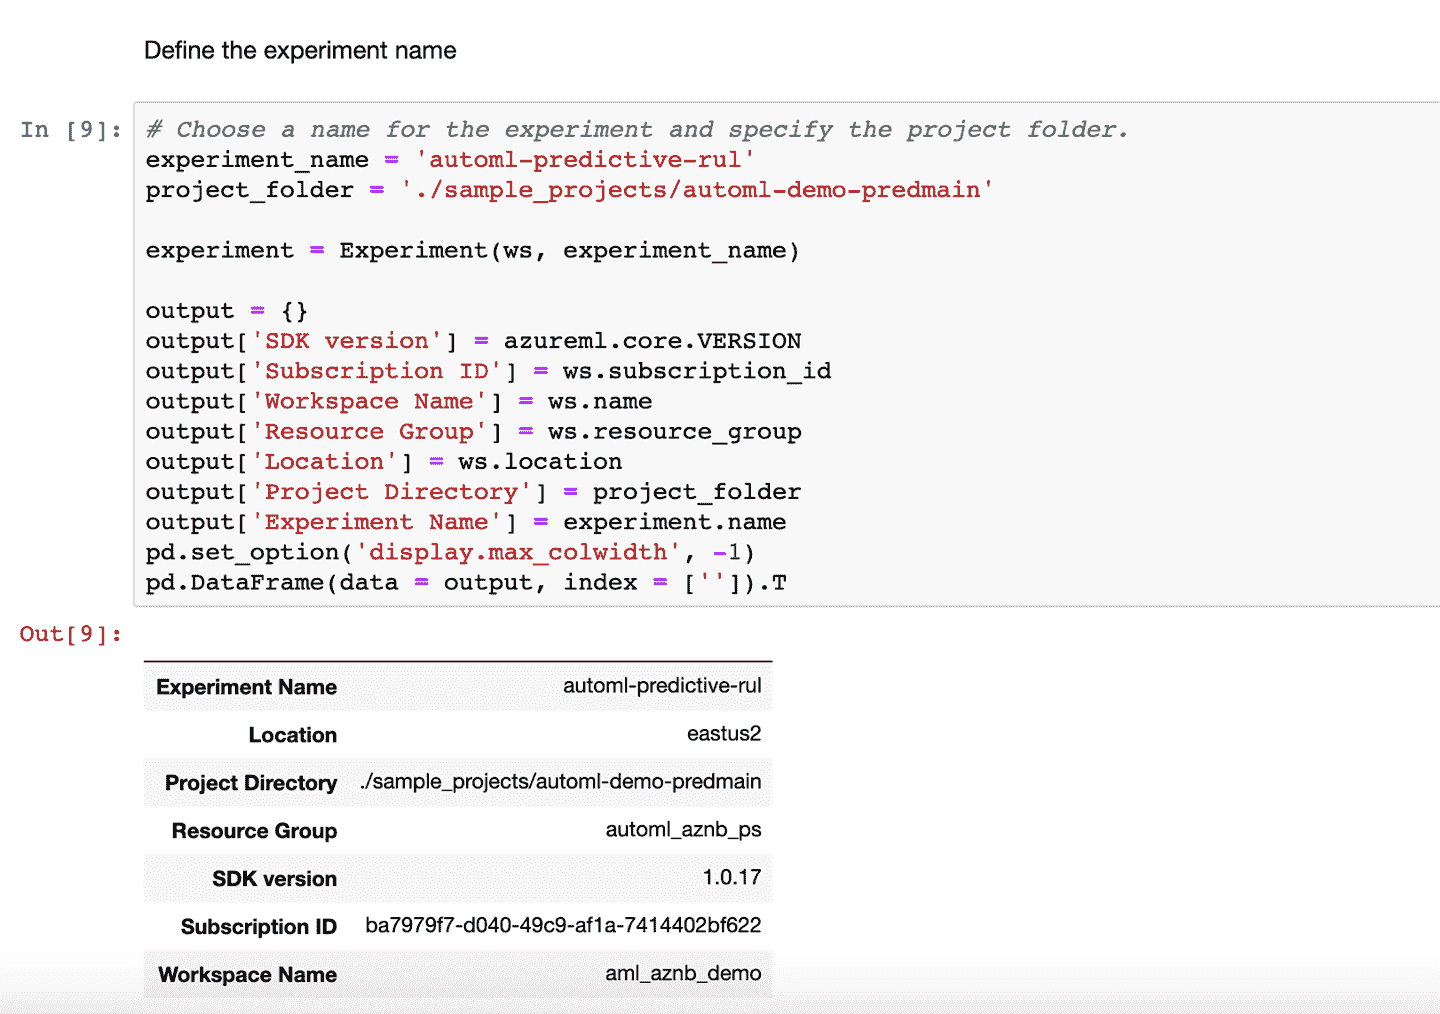 Define the experiment name
In [9]: # Choose a name for the experiment and specify the project folder.
experiment_name = 'automl-predictive-rul'
project_folder = './sample_projects/automl-demo-predmain'
experiment = Experiment(ws, experiment_name)
output = {}
output['SDK version'] = azureml.core.VERSION
output['Subscription ID'] = ws.subscription_id
output['Workspace Name'] = ws.name
output['Resource Group'] = ws.resource_group
output['Location'] = ws.location
output['Project Directory'] = project_folder
output['Experiment Name'] = experiment.name
pd.set_option('display.max_colwidth', -1)
pd.DataFrame(data = output, index = ['']).T
Out[9]:
Experiment Name automl-predictive-rul
Location eastus2
Project Directory ./sample_projects/automl-demo-predmain
Resource Group automl_aznb_ps
SDK version 1.0.17
Subscription ID ba7979f7-d040-49c9-af1a-7414402bf622
Workspace Name aml_aznb_demo